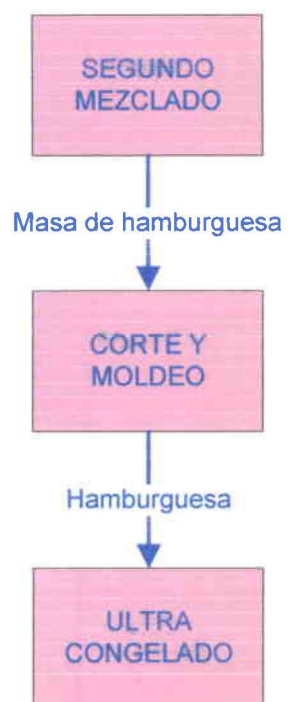 SEGUNDO
MEZCLADO
Masa de hamburguesa
CORTE Y
MOLDEO
Hamburguesa
ULTRA
CONGELADO